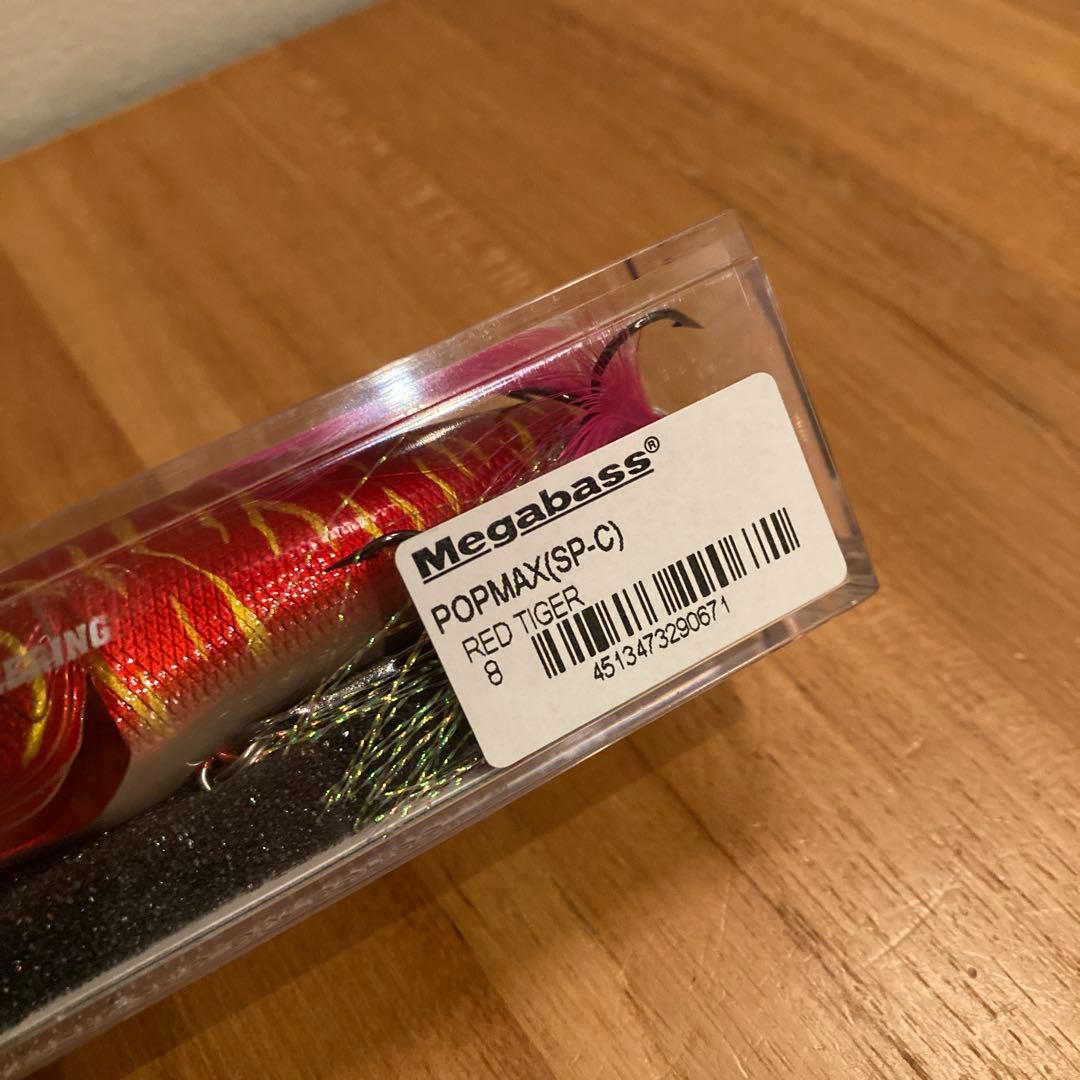 Megabass®
POPMAX(SP-C)
RED TIGER
8
4513473290671